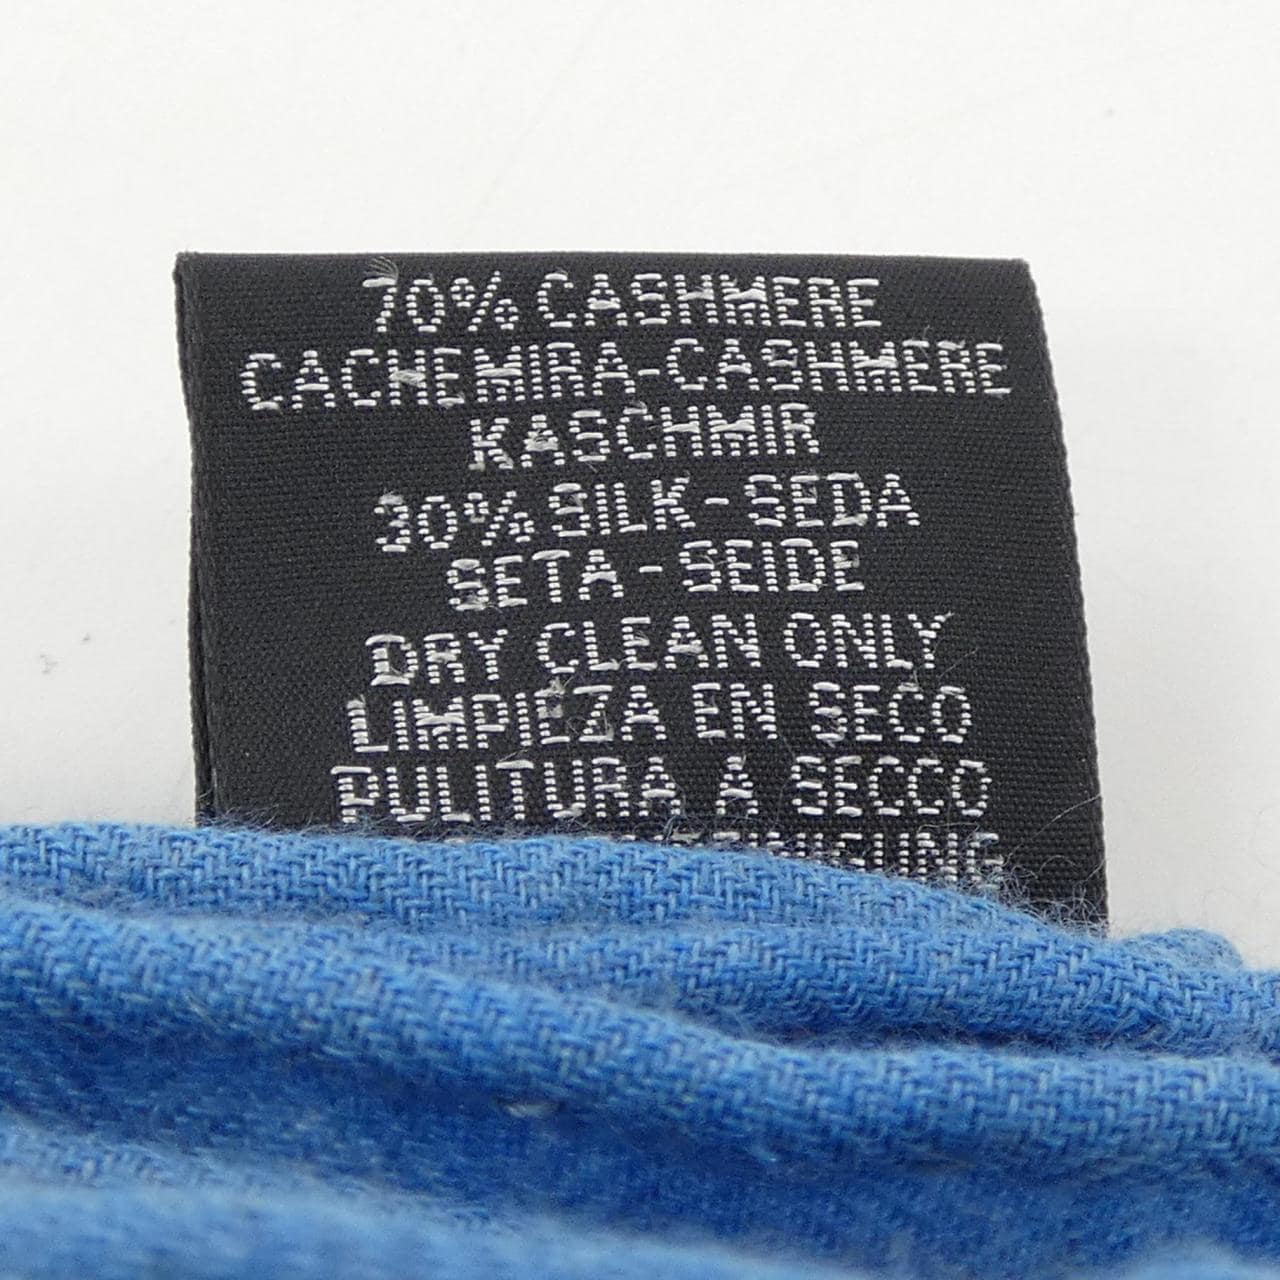 70% CASHMERE
CACHEMIRA-CASHMERE
KASCHMIR
30% SILK - SEDA
SETA - SEIDE
DRY CLEAN ONLY
LIMPIEZA EN SECO
PULITURA A SECCO